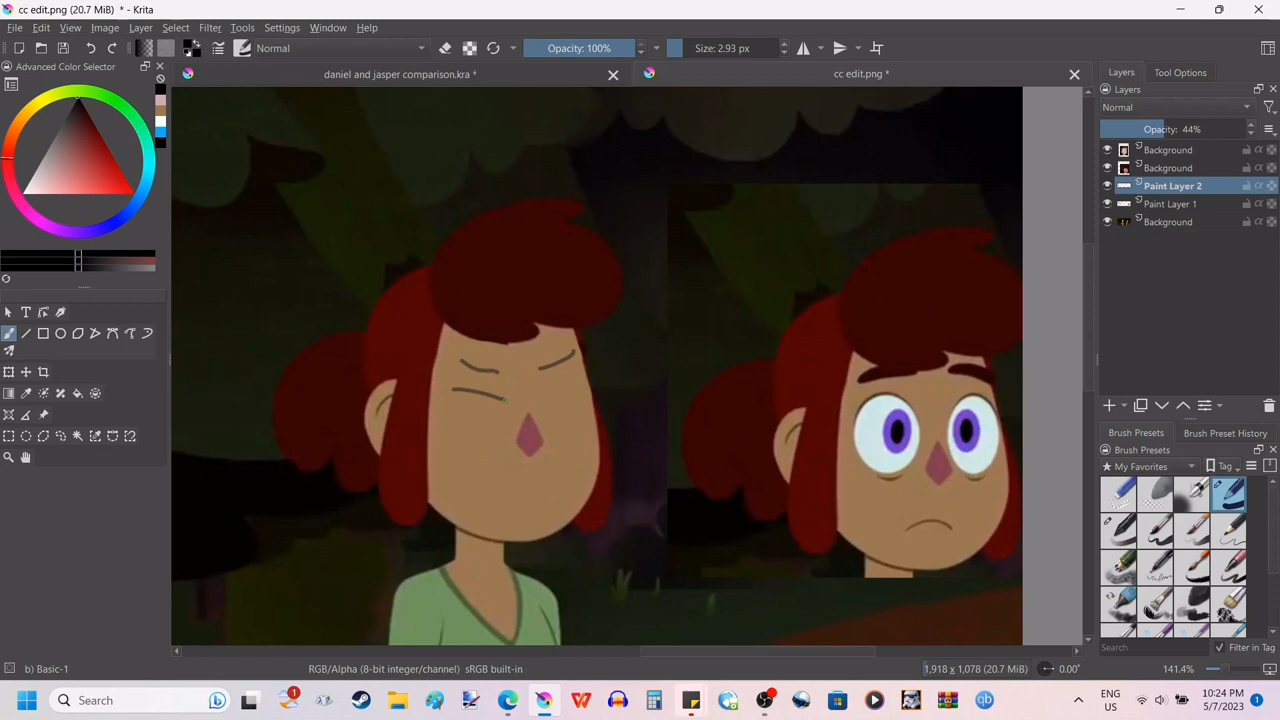 cc edit.png (20.7 MiB) * - Krita
File Edit View Image Layer Select Filter Tools Settings Window Help
Normal Opacity: 100% Size: 2.93 px
Advanced Color Selector
daniel and jasper comparison.kra *
cc edit.png *
Layers Tool Options
Layers
Normal
Opacity: 44%
Background
Background
Paint Layer 2
Paint Layer 1
Background
Brush Presets Brush Preset History
Brush Presets
My Favorites Tag
Search Filter in Tag
b) Basic-1
RGB/Alpha (8-bit integer/channel) sRGB built-in
1,918 x 1,078 (20.7 MiB)
0.00°
141.4%
Search
1
ENG
US
10:24 PM
5/7/2023
1